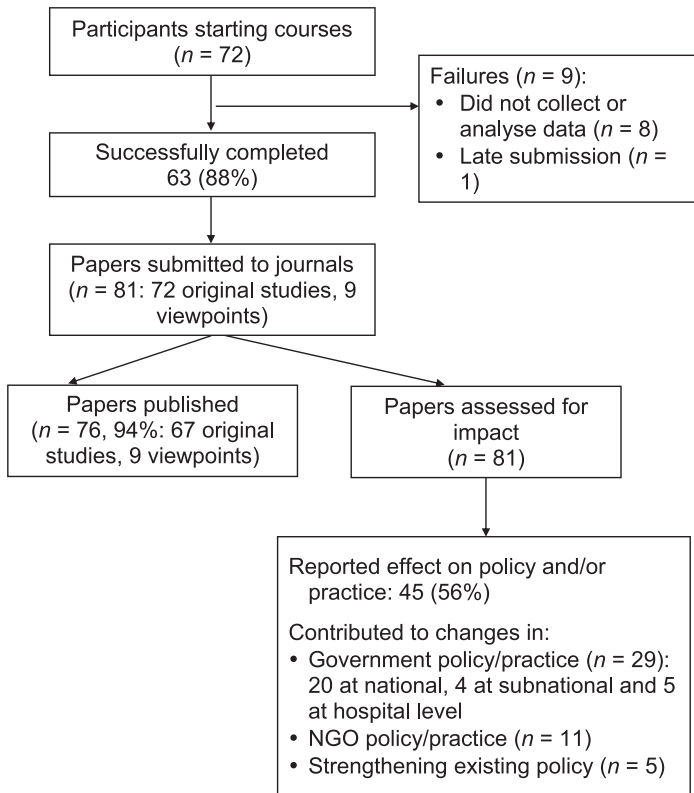 Participants starting courses
(n = 72)
Failures (n = 9):
• Did not collect or
analyse data (n = 8)
• Late submission (n =
1)
Successfully completed
63 (88%)
Papers submitted to journals
(n = 81: 72 original studies, 9
viewpoints)
Papers published
(n = 76, 94%: 67 original
studies, 9 viewpoints)
Papers assessed for
impact
(n = 81)
Reported effect on policy and/or
practice: 45 (56%)
Contributed to changes in:
• Government policy/practice (n = 29):
20 at national, 4 at subnational and 5
at hospital level
• NGO policy/practice (n = 11)
• Strengthening existing policy (n = 5)